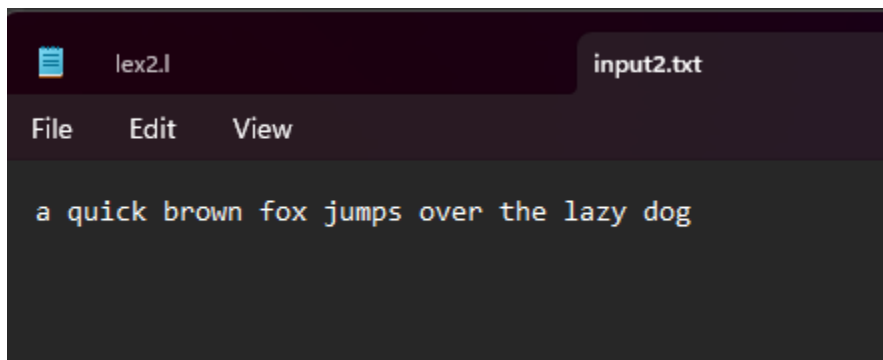 lex2.l
input2.txt
File Edit View
a quick brown fox jumps over the lazy dog